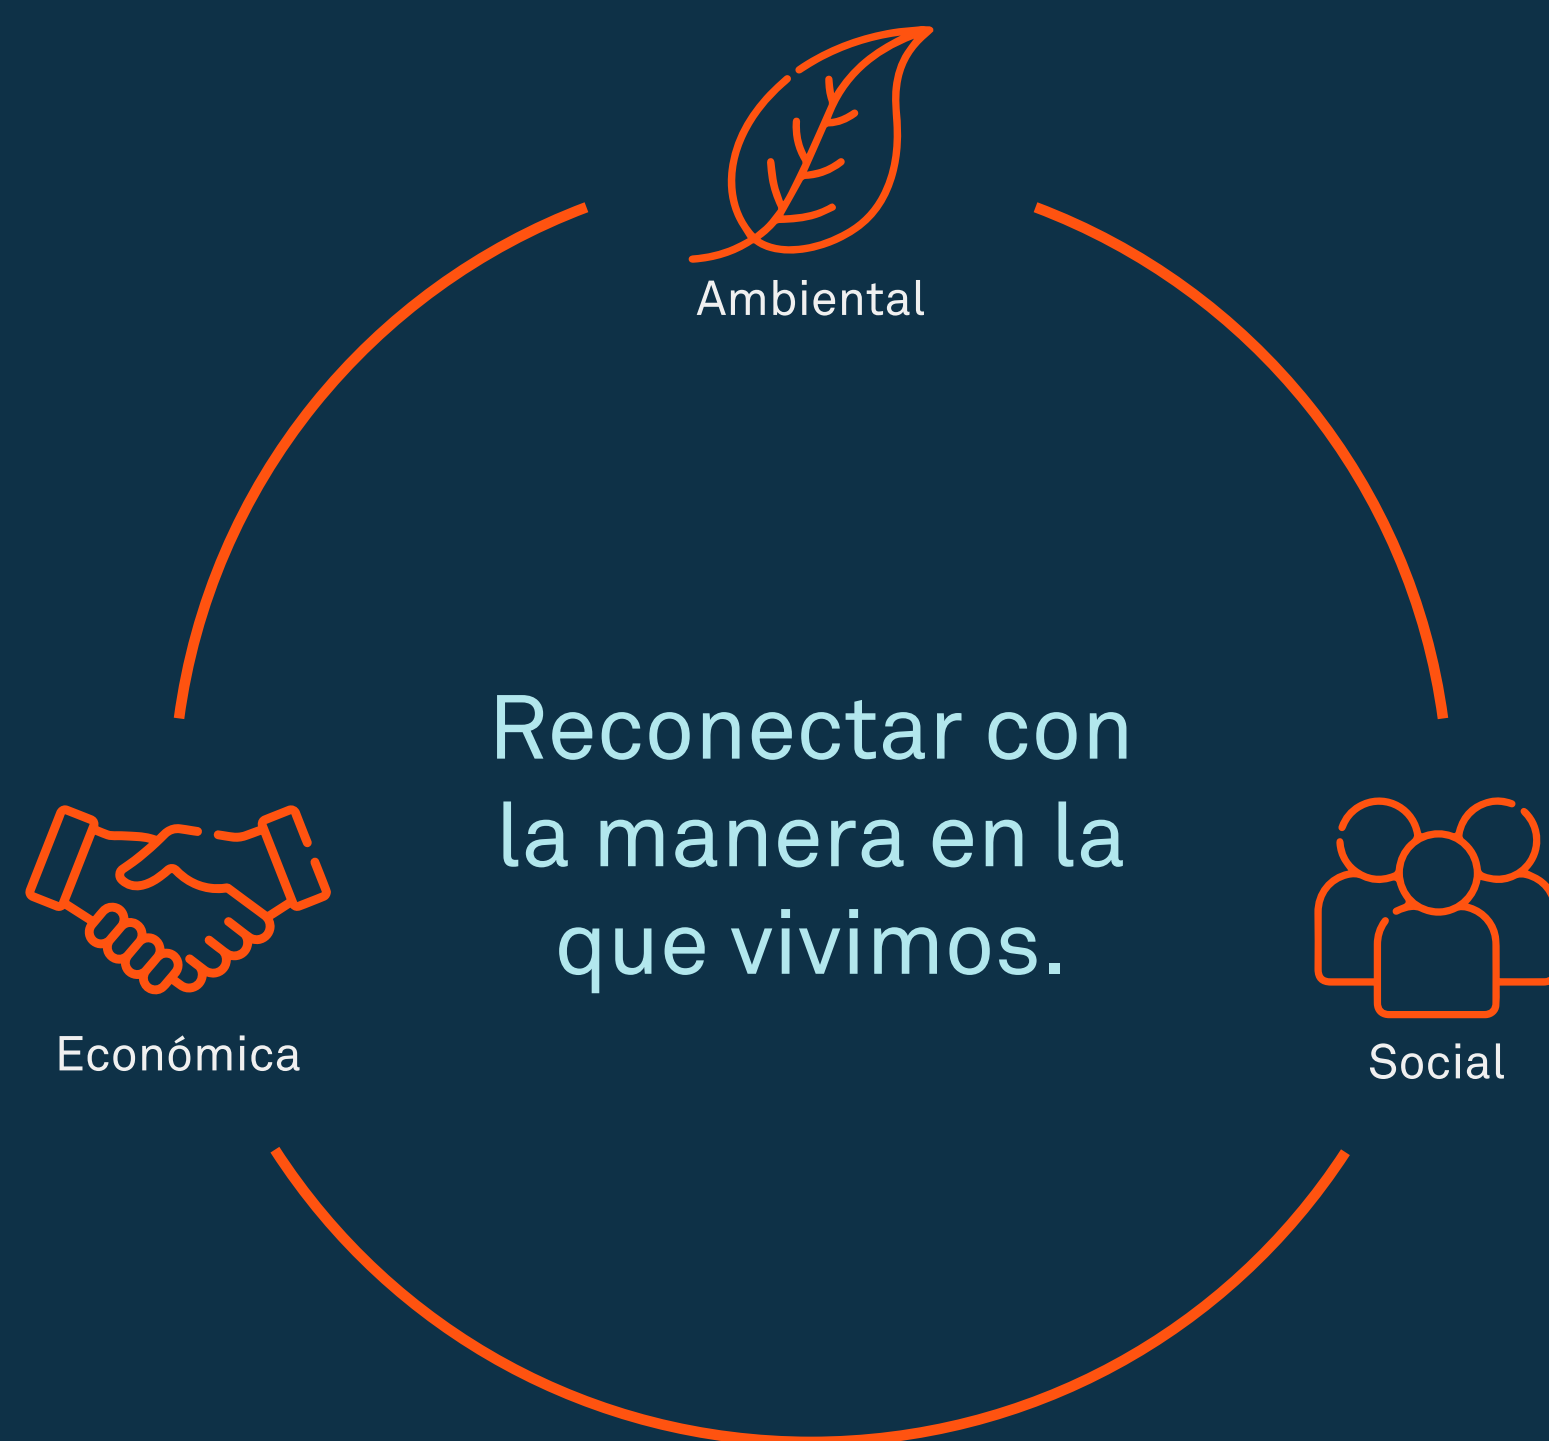 Ambiental
Reconectar con
la manera en la
que vivimos.
Económica
Social